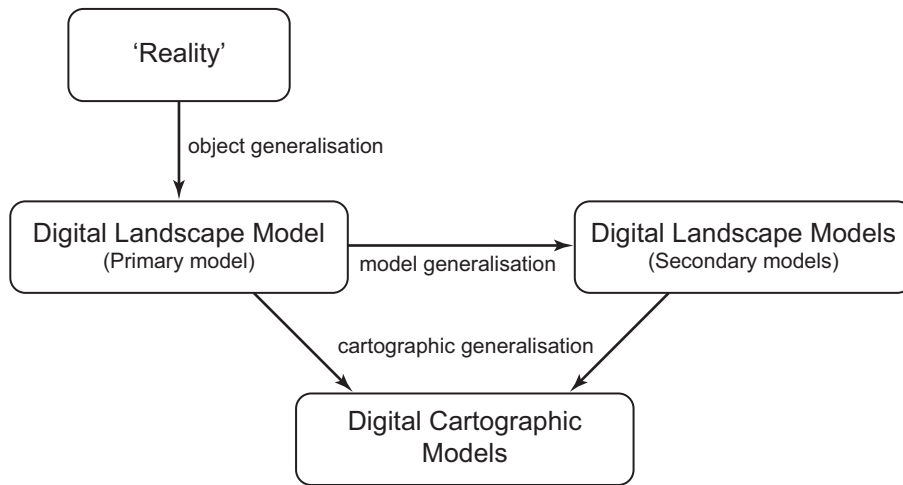 ‘Reality’
object generalisation
Digital Landscape Model
(Primary model)
model generalisation
Digital Landscape Models
(Secondary models)
cartographic generalisation
Digital Cartographic
Models